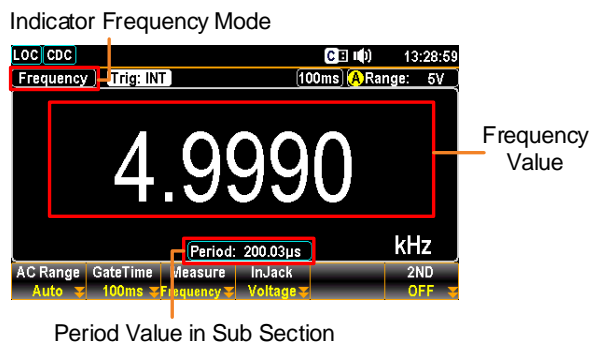 Indicator Frequency Mode
LOC CDC C 13:28:59
Frequency Trig: INT 100ms A Range: 5V
4.9990
Frequency
Value
Period: 200.03µs kHz
AC Range GateTime Measure InJack 2ND
Auto 100ms Frequency Voltage OFF
Period Value in Sub Section